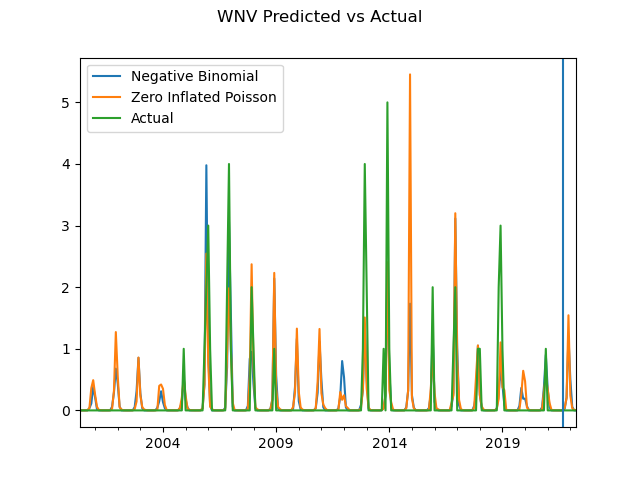 WNV Predicted vs Actual
Negative Binomial
Zero Inflated Poisson
Actual
5
4
3
2
1
0
2004 2009 2014 2019